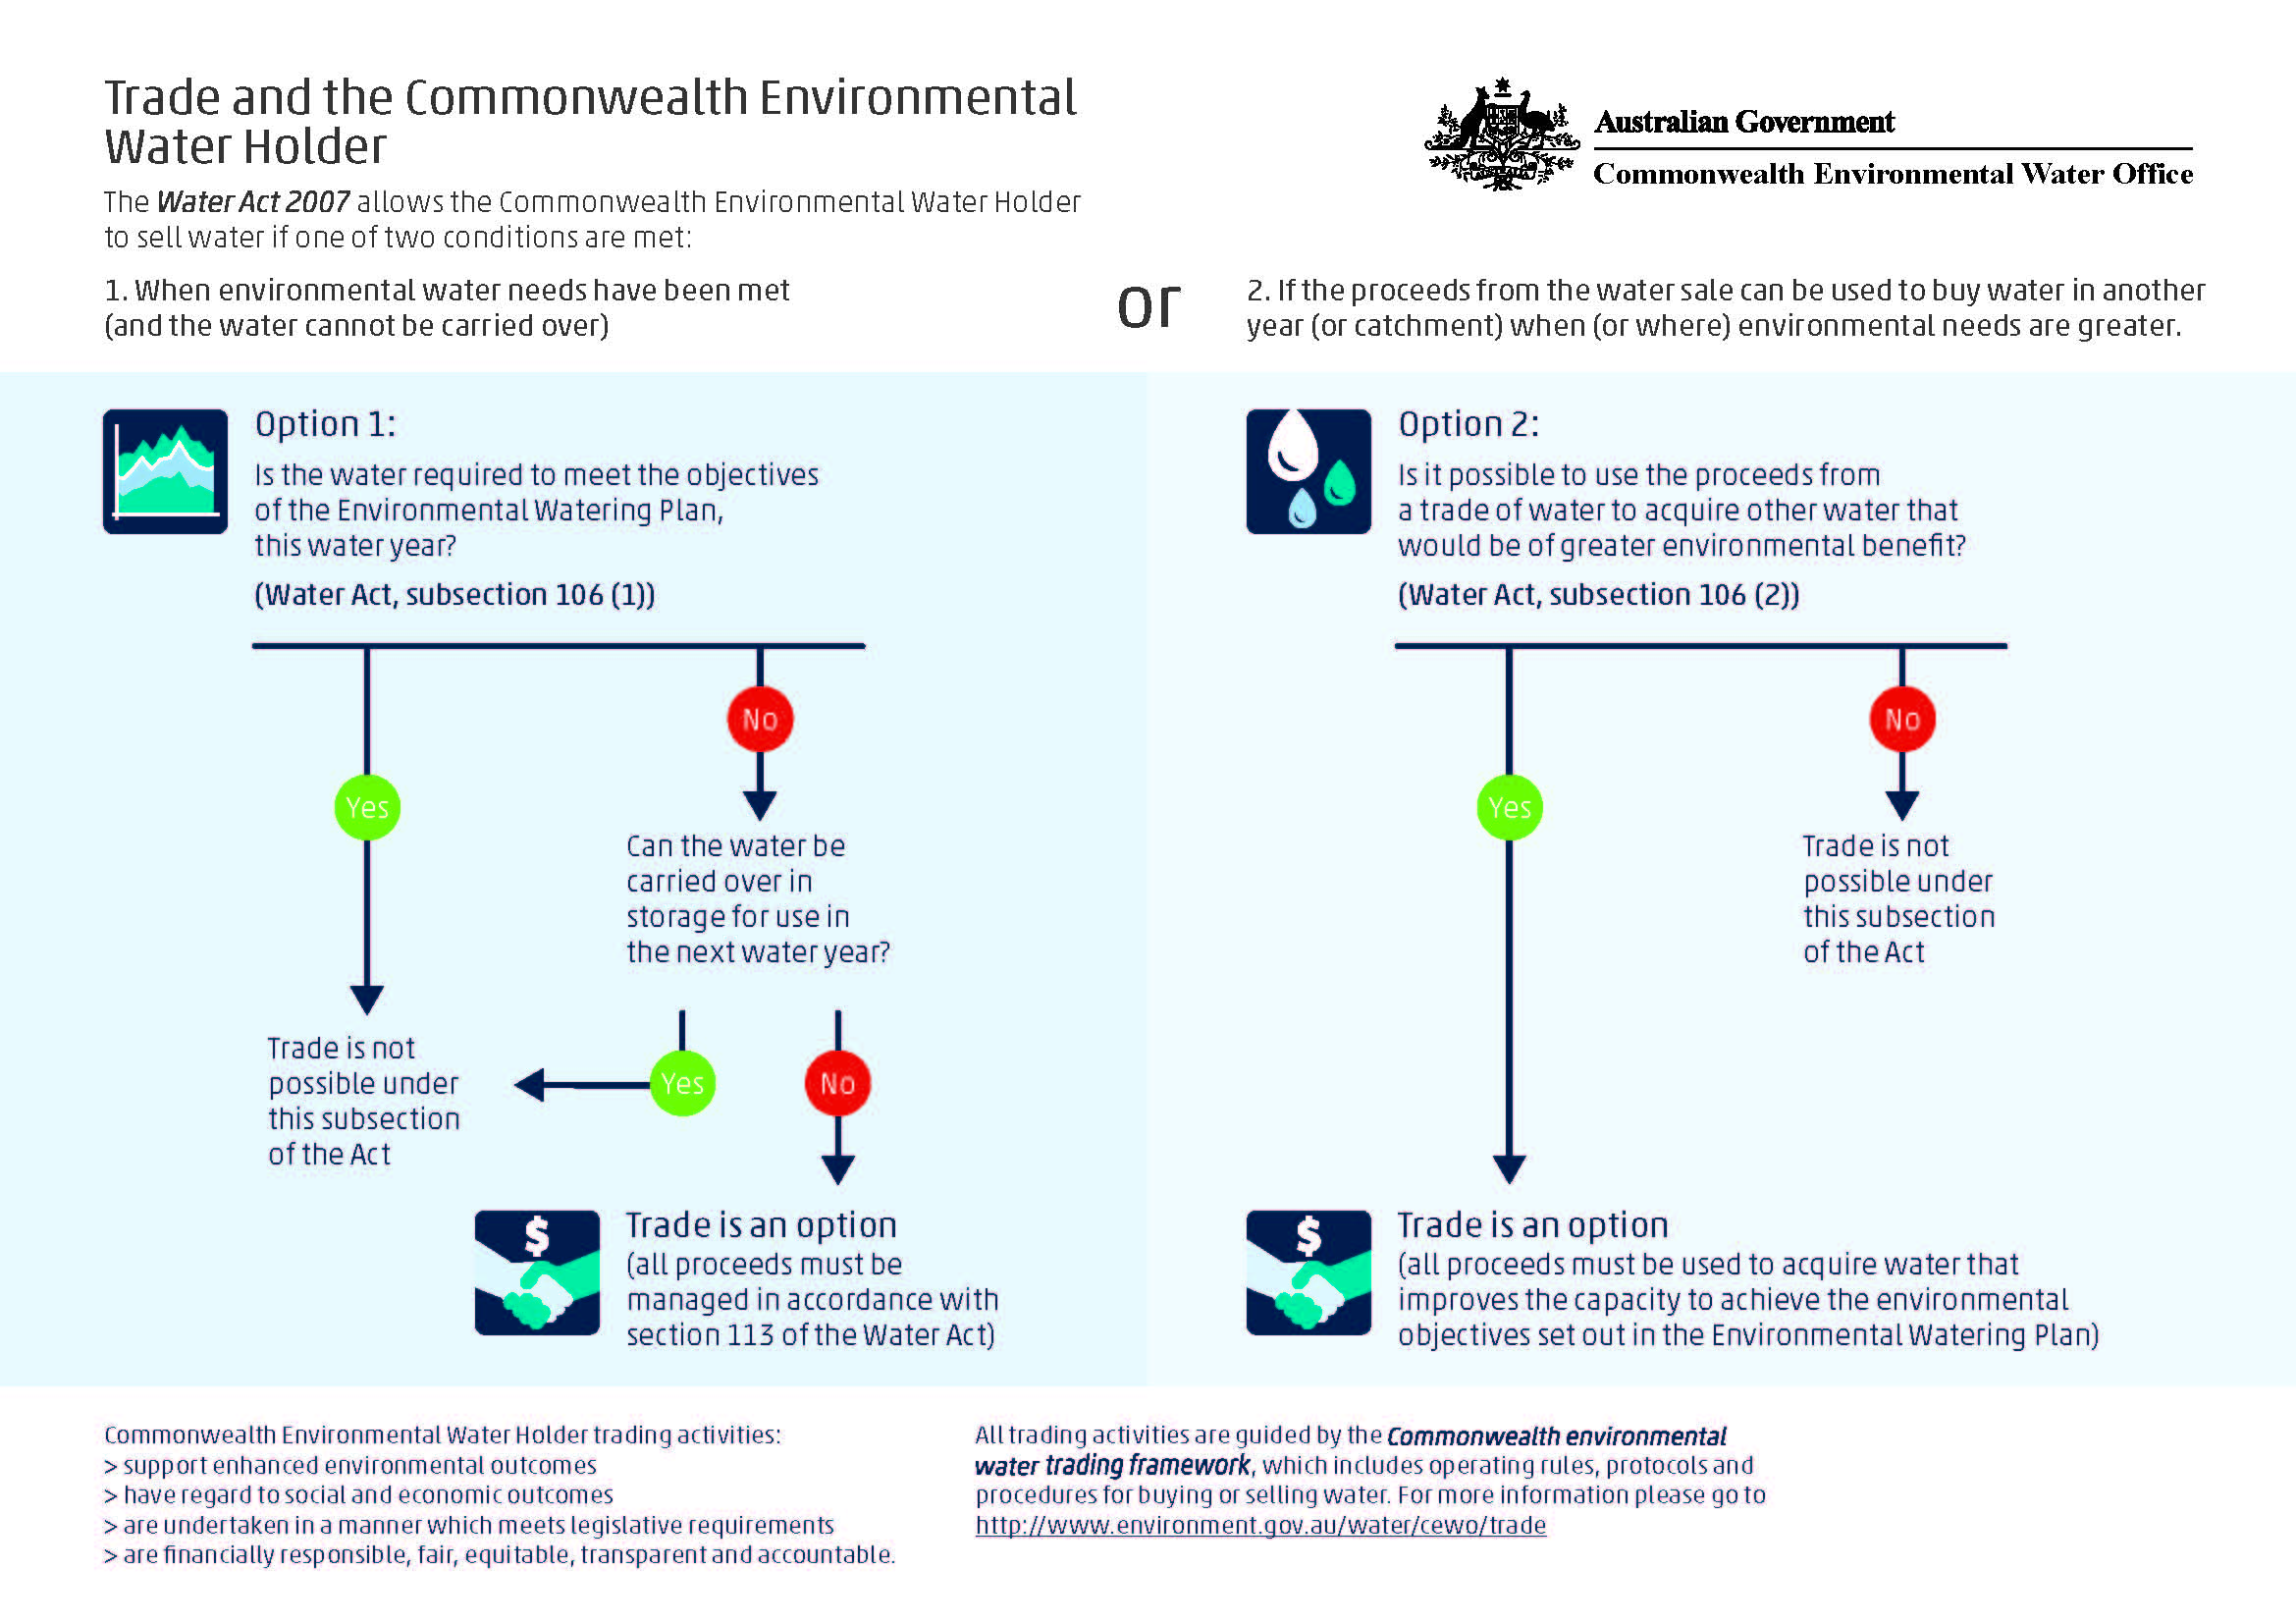 Trade and the Commonwealth Environmental
Water Holder
Australian Government
Commonwealth Environmental Water Office
The Water Act 2007 allows the Commonwealth Environmental Water Holder
to sell water if one of two conditions are met:
1. When environmental water needs have been met
(and the water cannot be carried over)
or
2. If the proceeds from the water sale can be used to buy water in another
year (or catchment) when (or where) environmental needs are greater.
Option 1:
Is the water required to meet the objectives
of the Environmental Watering Plan,
this water year?
(Water Act, subsection 106 (1))
No
Yes
Can the water be
carried over in
storage for use in
the next water year?
Trade is not
possible under
this subsection
of the Act
Yes
No
$
Trade is an option
(all proceeds must be
managed in accordance with
section 113 of the Water Act)
Option 2:
Is it possible to use the proceeds from
a trade of water to acquire other water that
would be of greater environmental benefit?
(Water Act, subsection 106 (2))
No
Yes
Trade is not
possible under
this subsection
of the Act
$
Trade is an option
(all proceeds must be used to acquire water that
improves the capacity to achieve the environmental
objectives set out in the Environmental Watering Plan)
Commonwealth Environmental Water Holder trading activities:
> support enhanced environmental outcomes
> have regard to social and economic outcomes
> are undertaken in a manner which meets legislative requirements
> are financially responsible, fair, equitable, transparent and accountable.
All trading activities are guided by the Commonwealth environmental
water trading framework, which includes operating rules, protocols and
procedures for buying or selling water. For more information please go to
http://www.environment.gov.au/water/cewo/trade